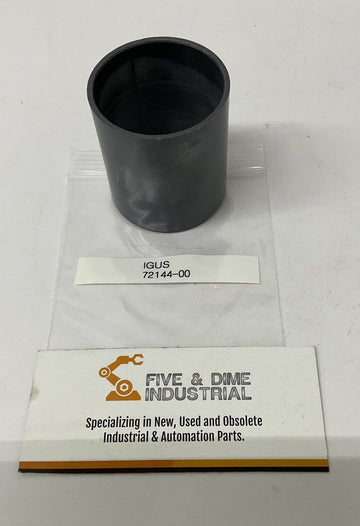 IGUS
72144-00
FIVE & DIME
INDUSTRIAL
Specializing in New, Used and Obsolete
Industrial & Automation Parts.